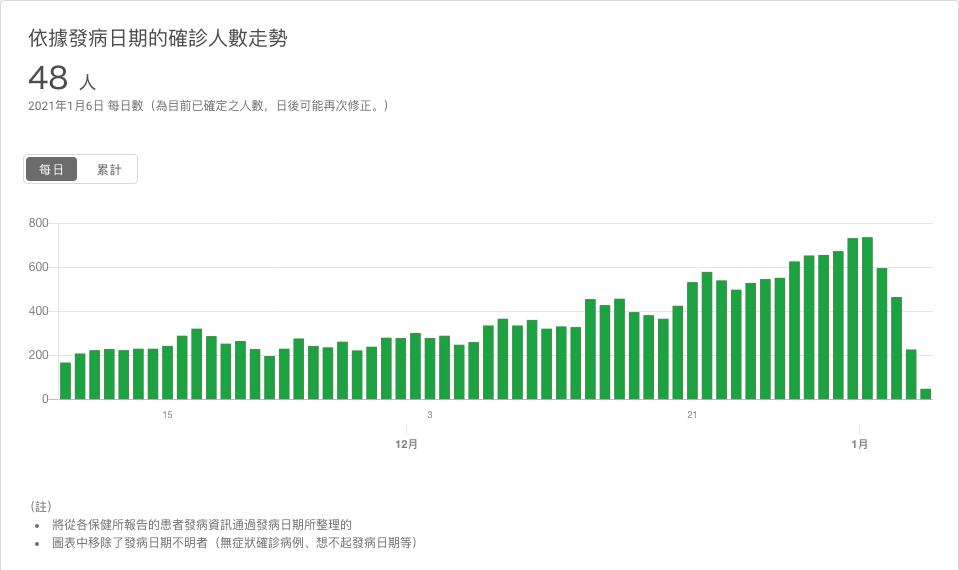 依據發病日期的確診人數走勢
48 人
2021年1月6日 每日數（為目前已確定之人數，日後可能再次修正。）
每日 累計
800
600
400
200
0
15 3 21
12月 1月
（註）
• 將從各保健所報告的患者發病資訊通過發病日期所整理的
• 圖表中移除了發病日期不明者（無症狀確診病例、想不起發病日期等）